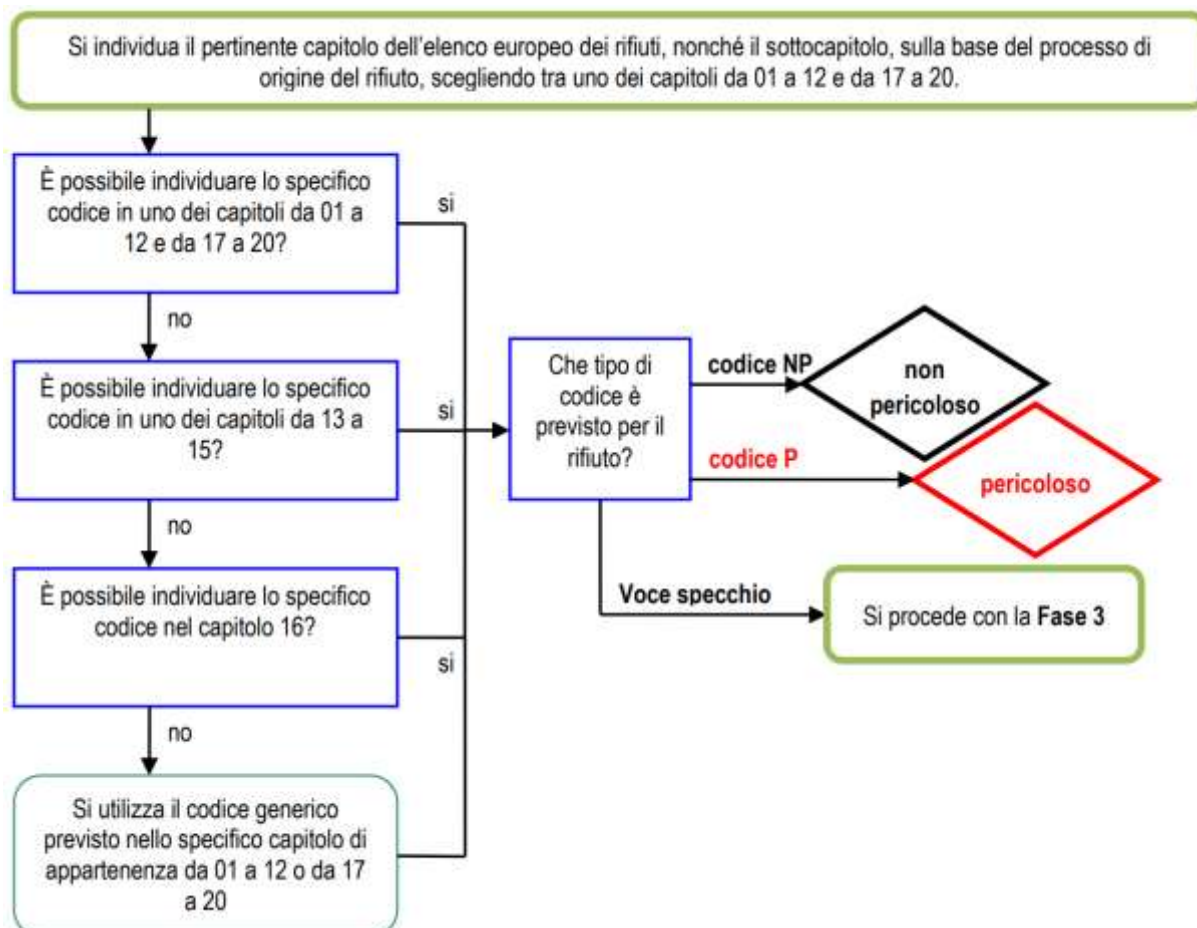 Si individua il pertinente capitolo dell'elenco europeo dei rifiuti, nonché il sottocapitolo, sulla base del processo di
origine del rifiuto, scegliendo tra uno dei capitoli da 01 a 12 e da 17 a 20.
È possibile individuare lo specifico
codice in uno dei capitoli da 01 a
12 e da 17 a 20?
si
no
È possibile individuare lo specifico
codice in uno dei capitoli da 13 a
15?
si
no
È possibile individuare lo specifico
codice nel capitolo 16?
si
no
Si utilizza il codice generico
previsto nello specifico capitolo di
appartenenza da 01 a 12 o da 17
a 20
Che tipo di
codice è
previsto per il
rifiuto?
codice NP
non
pericoloso
codice P
pericoloso
Voce specchio
Si procede con la Fase 3